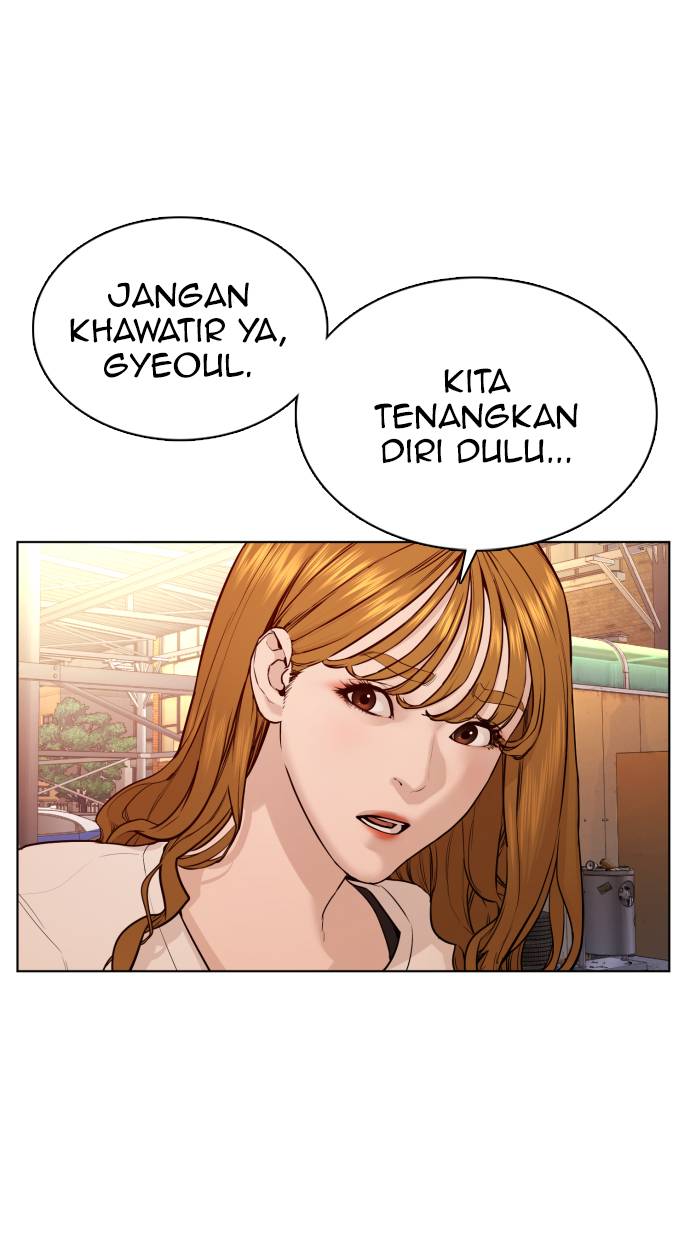 JANGAN
KHAWATIR YA,
GYEOUL.
KITA
TENANGKAN
DIRI DULU...